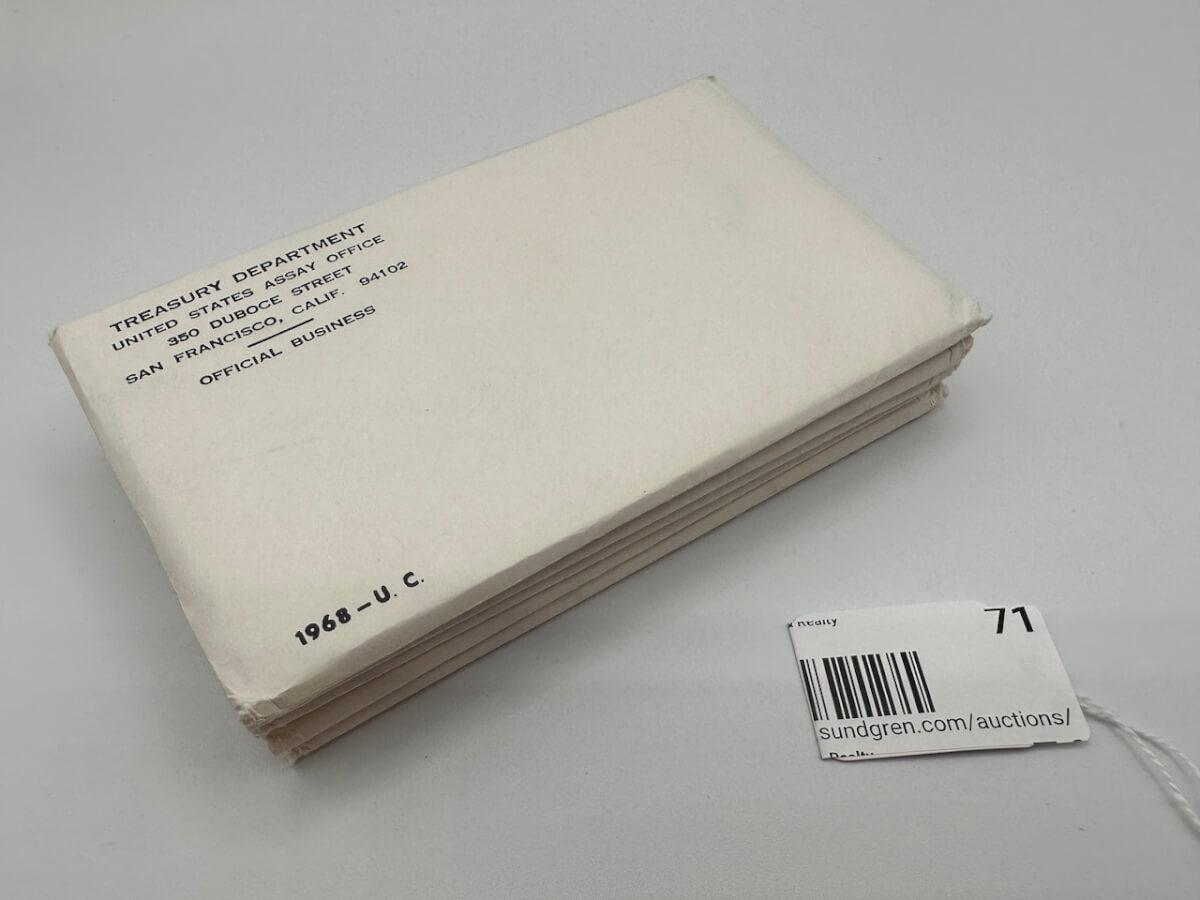 TREASURY DEPARTMENT
UNITED STATES ASSAY OFFICE
350 DUBOCE STREET
SAN FRANCISCO, CALIF. 94102
OFFICIAL BUSINESS
1968 – U. C.
Realty
71
sundgren.com/auctions/
Realty